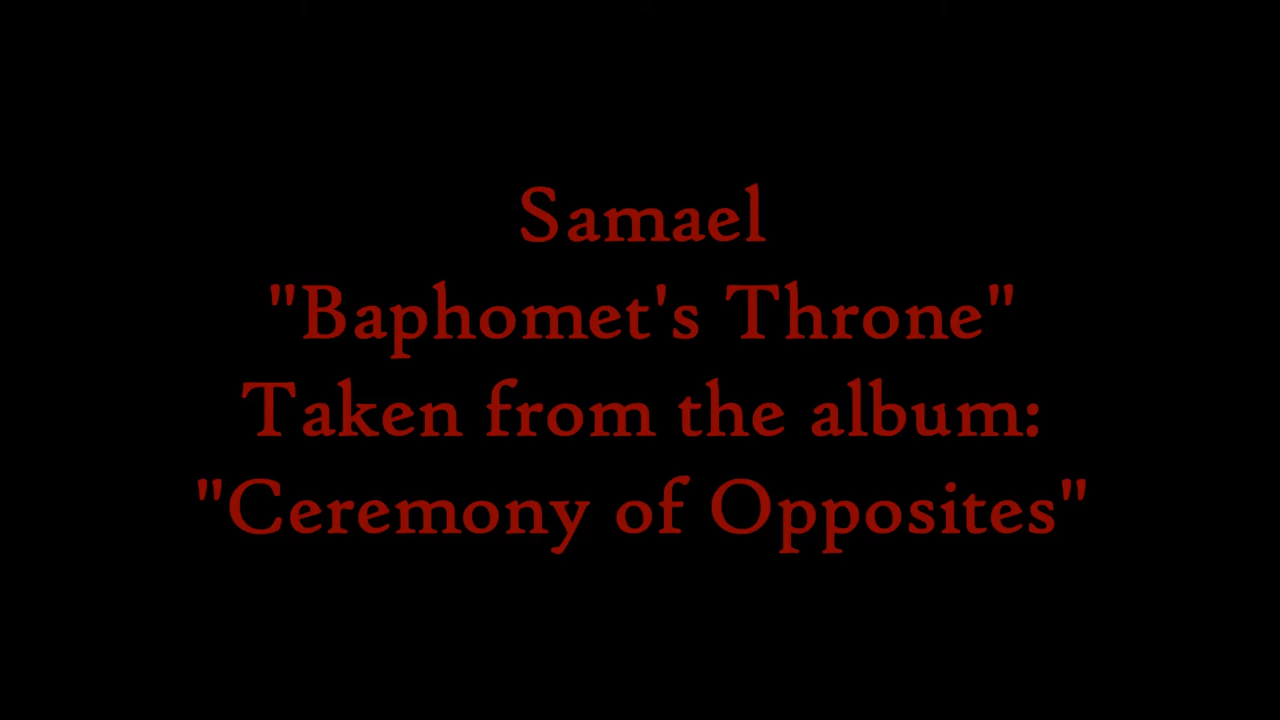 Samael
"Baphomet's Throne"
Taken from the album:
"Ceremony of Opposites"